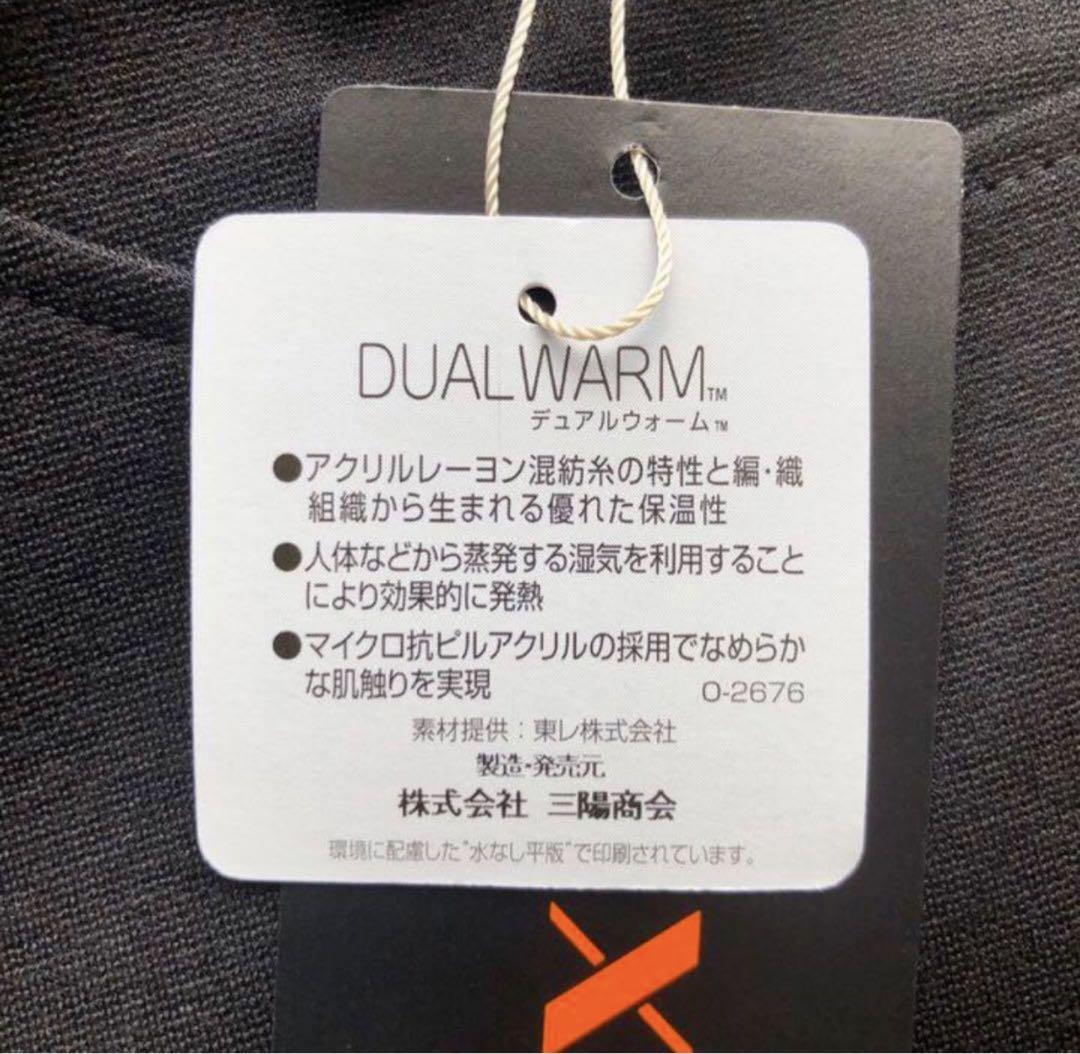 DUALWARM™
デュアルウォーム™
●アクリルレーヨン混紡糸の特性と編・織
組織から生まれる優れた保温性
●人体などから蒸発する湿気を利用すること
により効果的に発熱
●マイクロ抗ピルアクリルの採用でなめらか
な肌触りを実現 O-2676
素材提供：東レ株式会社
製造・発売元
株式会社 三陽商会
環境に配慮した"水なし平版"で印刷されています。